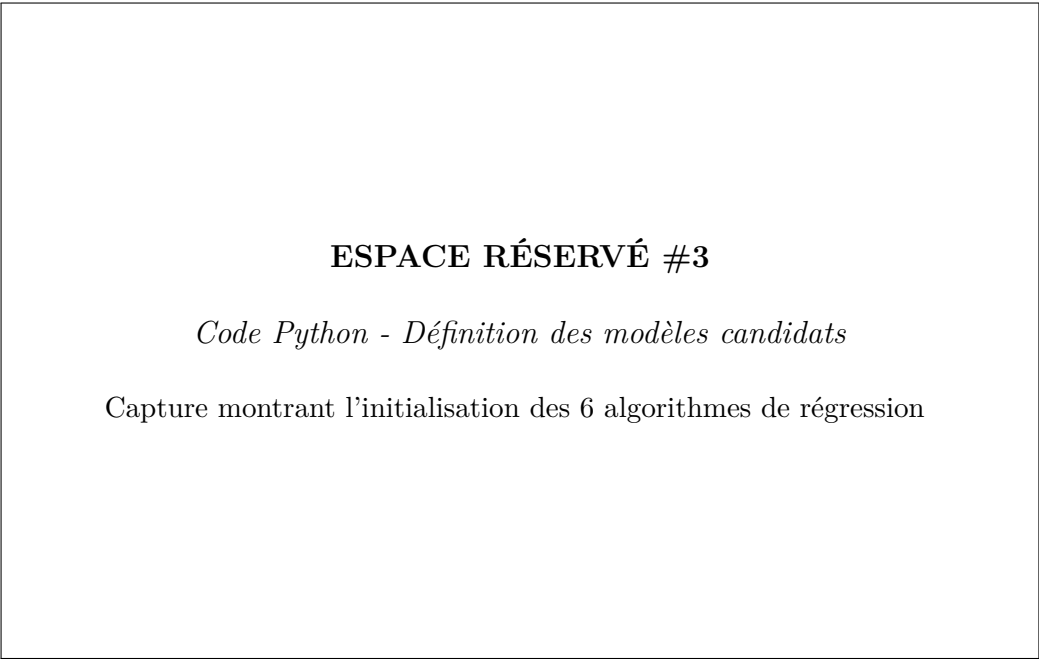 ESPACE RÉSERVÉ #3
Code Python - Définition des modèles candidats
Capture montrant l'initialisation des 6 algorithmes de régression